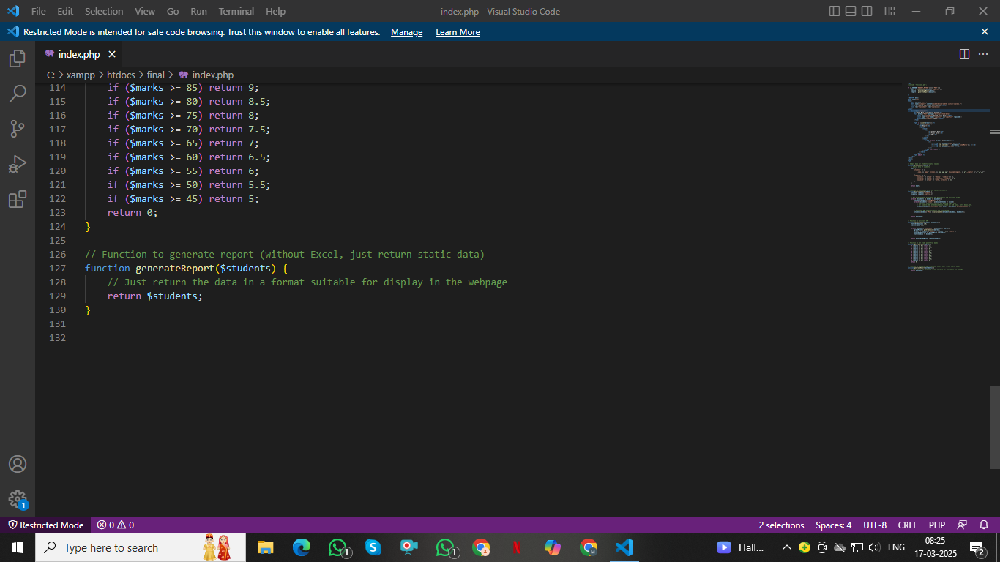 File Edit Selection View Go Run Terminal Help
index.php - Visual Studio Code
Restricted Mode is intended for safe code browsing. Trust this window to enable all features. Manage Learn More
index.php
C: > xampp > htdocs > final > index.php
114 if ($marks >= 85) return 9;
115 if ($marks >= 80) return 8.5;
116 if ($marks >= 75) return 8;
117 if ($marks >= 70) return 7.5;
118 if ($marks >= 65) return 7;
119 if ($marks >= 60) return 6.5;
120 if ($marks >= 55) return 6;
121 if ($marks >= 50) return 5.5;
122 if ($marks >= 45) return 5;
123 return 0;
124 }
125
126 // Function to generate report (without Excel, just return static data)
127 function generateReport($students) {
128 // Just return the data in a format suitable for display in the webpage
129 return $students;
130 }
131
132
1
Restricted Mode 0 0 2 selections Spaces: 4 UTF-8 CRLF PHP
Type here to search
1
1
Hall...
ENG
08:25
17-03-2025
2